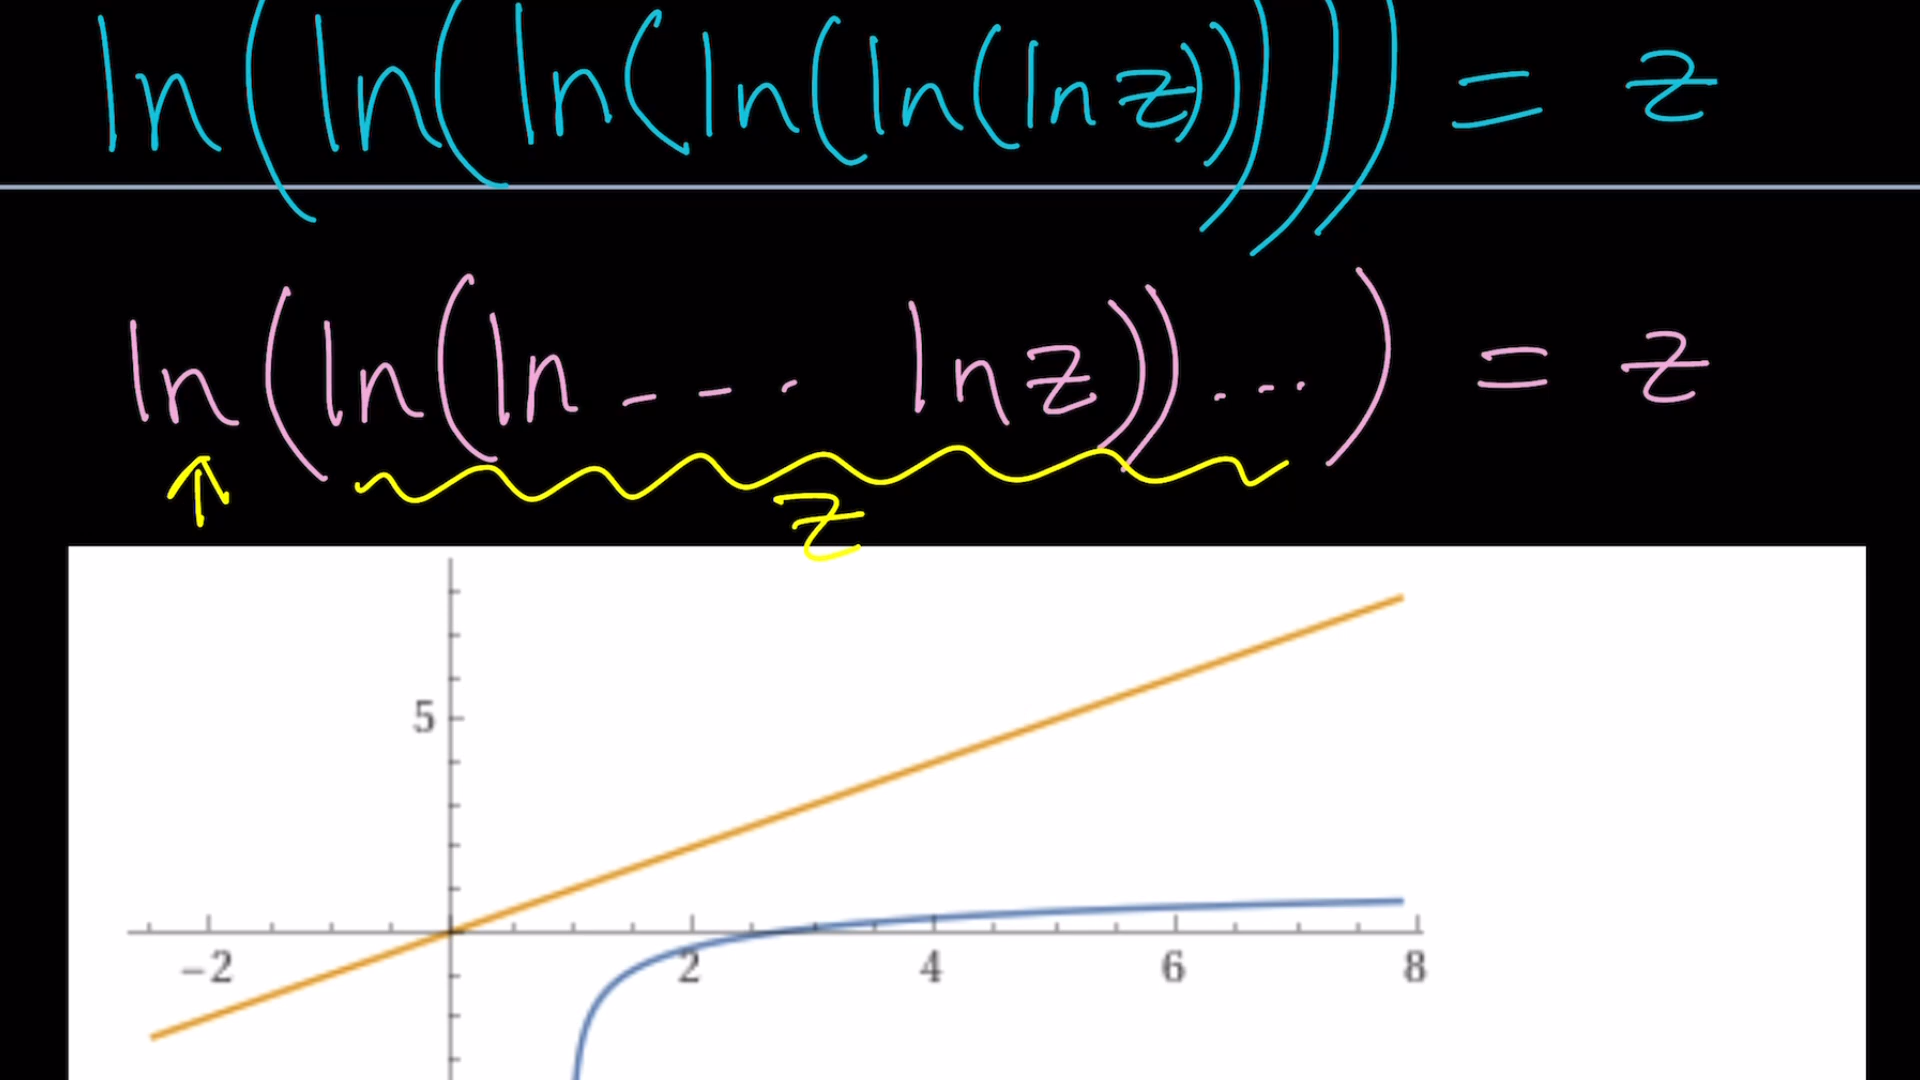 ln(ln(ln(ln(ln(ln z))))) = z
ln(ln(ln --- . ln z))...) = z
↑ z
5
-2 2 4 6 8